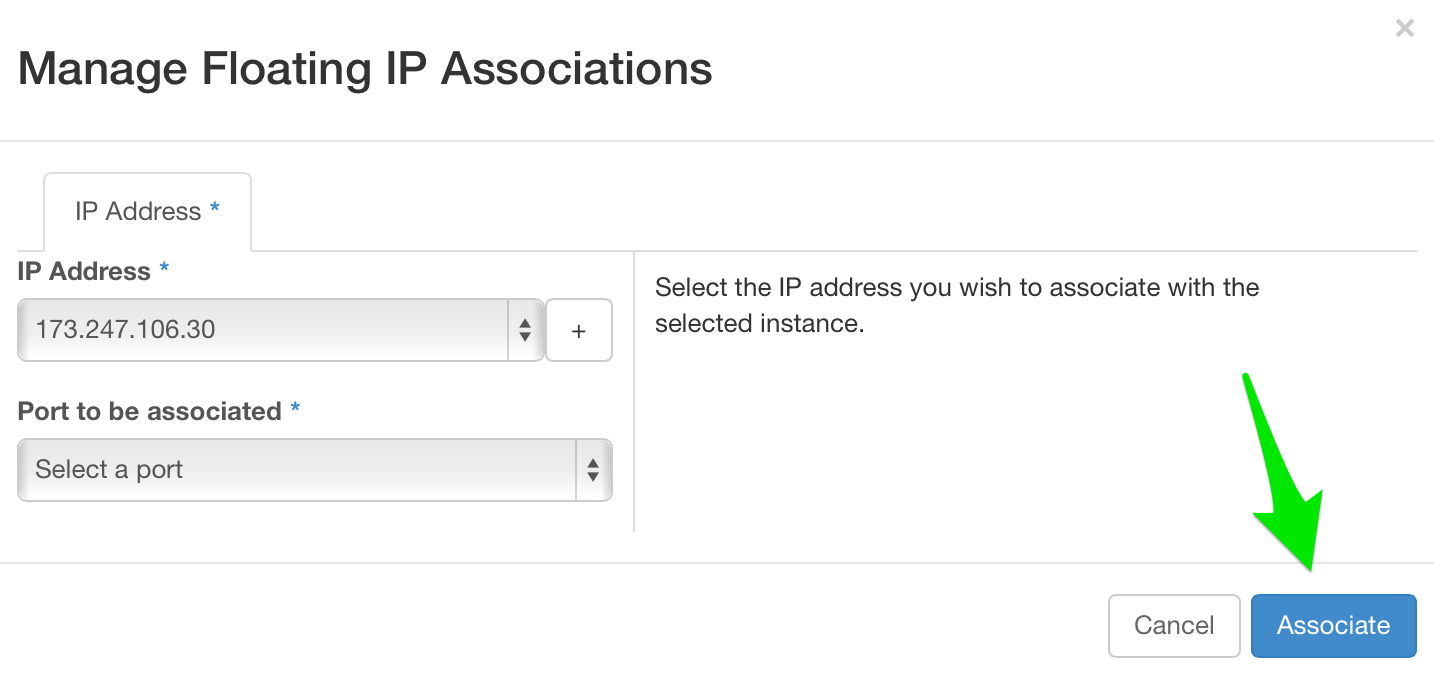 ×
Manage Floating IP Associations
IP Address *
IP Address *
173.247.106.30
+
Select the IP address you wish to associate with the
selected instance.
Port to be associated *
Select a port
Cancel
Associate